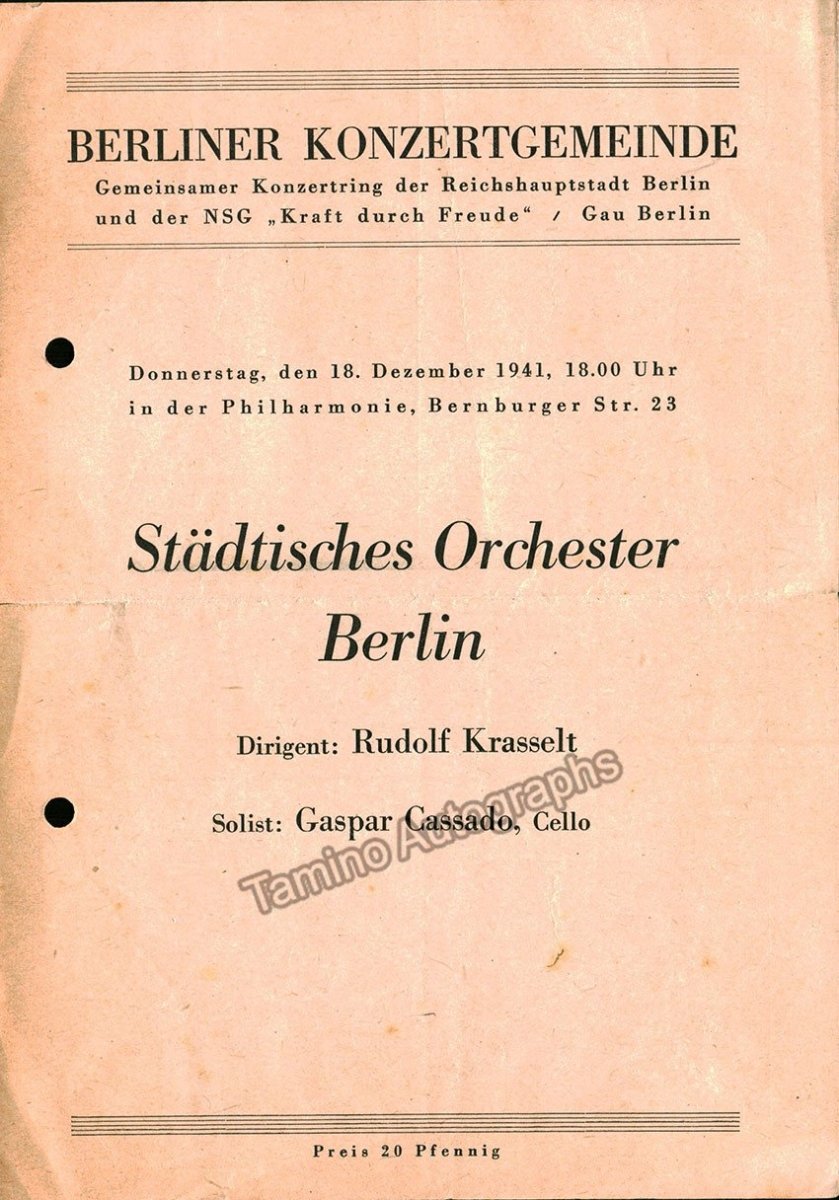 BERLINER KONZERTGEMEINDE
Gemeinsamer Konzertring der Reichshauptstadt Berlin
und der NSG „Kraft durch Freude“ / Gau Berlin
Donnerstag, den 18. Dezember 1941, 18.00 Uhr
in der Philharmonie, Bernburger Str. 23
Städtisches Orchester
Berlin
Dirigent: Rudolf Krasselt
Solist: Gaspar Cassado, Cello
Tamino Autographs
Preis 20 Pfennig